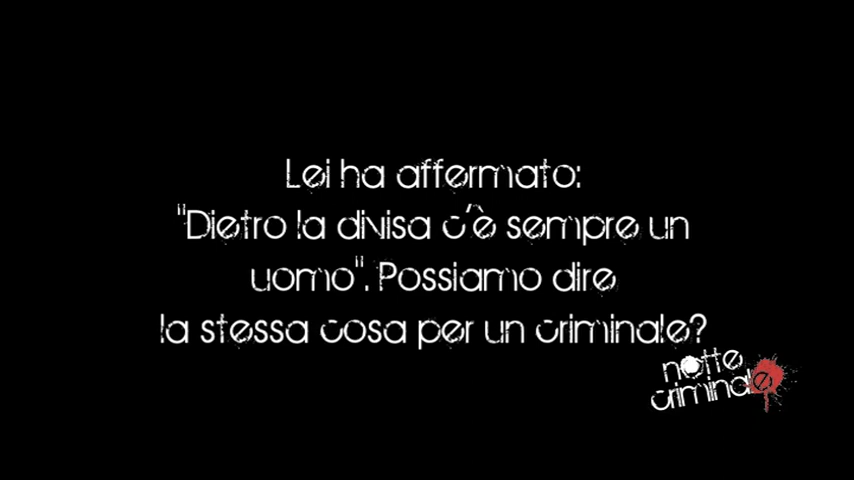 Lei ha affermato:
"Dietro la divisa c'è sempre un
uomo". Possiamo dire
la stessa cosa per un criminale?
notte
criminale